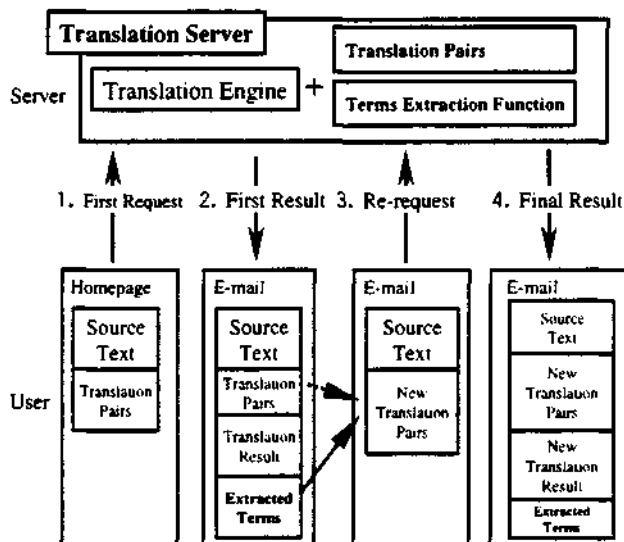 Translation Server
Translation Pairs
Server
Translation Engine
+
Terms Extraction Function
1. First Request
2. First Result
3. Re-request
4. Final Result
User
Homepage
Source
Text
Translation
Pairs
E-mail
Source
Text
Translation
Pairs
Translation
Result
Extracted
Terms
E-mail
Source
Text
New
Translation
Pairs
E-mail
Source
Text
New
Translation
Pairs
New
Translation
Result
Extracted
Terms